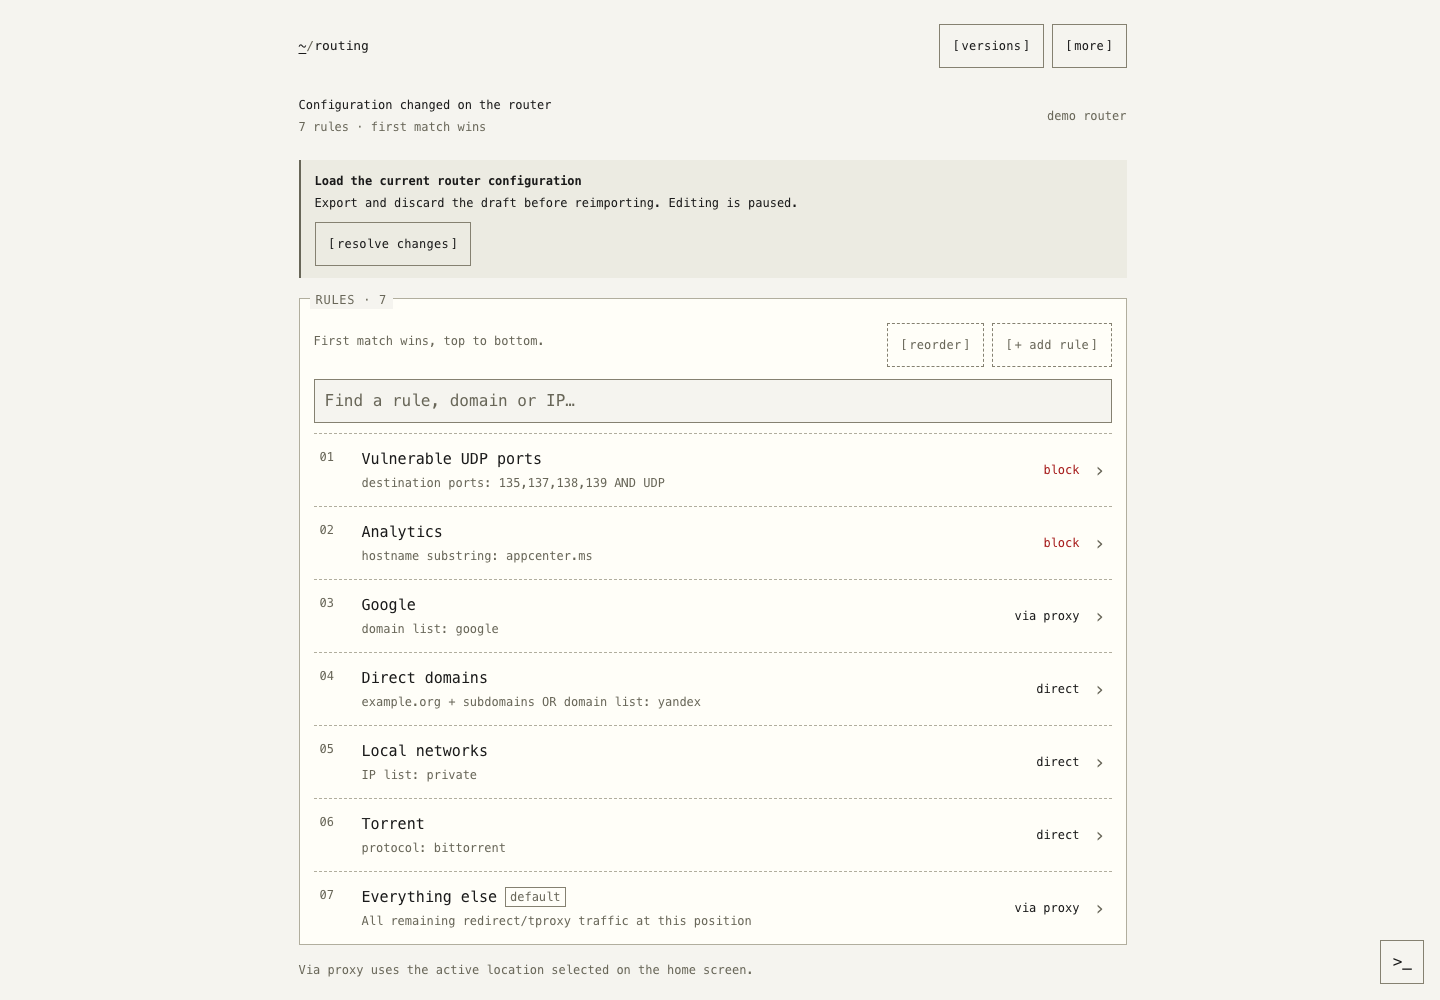 ~/routing
[versions] [more]
Configuration changed on the router
7 rules · first match wins
demo router
Load the current router configuration
Export and discard the draft before reimporting. Editing is paused.
[resolve changes]
RULES · 7
First match wins, top to bottom.
[reorder] [+ add rule]
Find a rule, domain or IP…
01 Vulnerable UDP ports
destination ports: 135,137,138,139 AND UDP
block ›
02 Analytics
hostname substring: appcenter.ms
block ›
03 Google
domain list: google
via proxy ›
04 Direct domains
example.org + subdomains OR domain list: yandex
direct ›
05 Local networks
IP list: private
direct ›
06 Torrent
protocol: bittorrent
direct ›
07 Everything else default
All remaining redirect/tproxy traffic at this position
via proxy ›
Via proxy uses the active location selected on the home screen.
>_